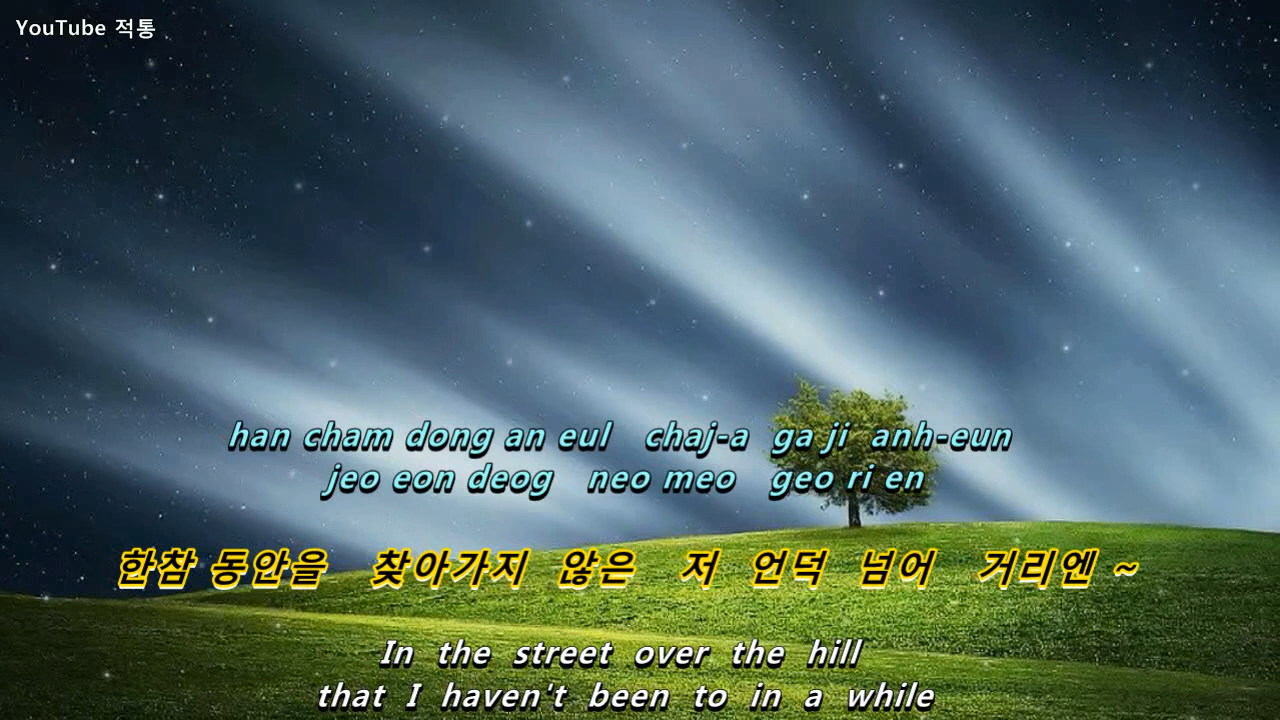 YouTube 적통
han cham dong an eul chaj-a ga ji anh-eun
jeo eon deog neo meo geo ri en
한참 동안을 찾아가지 않은 저 언덕 넘어 거리엔 ~
In the street over the hill
that I haven't been to in a while